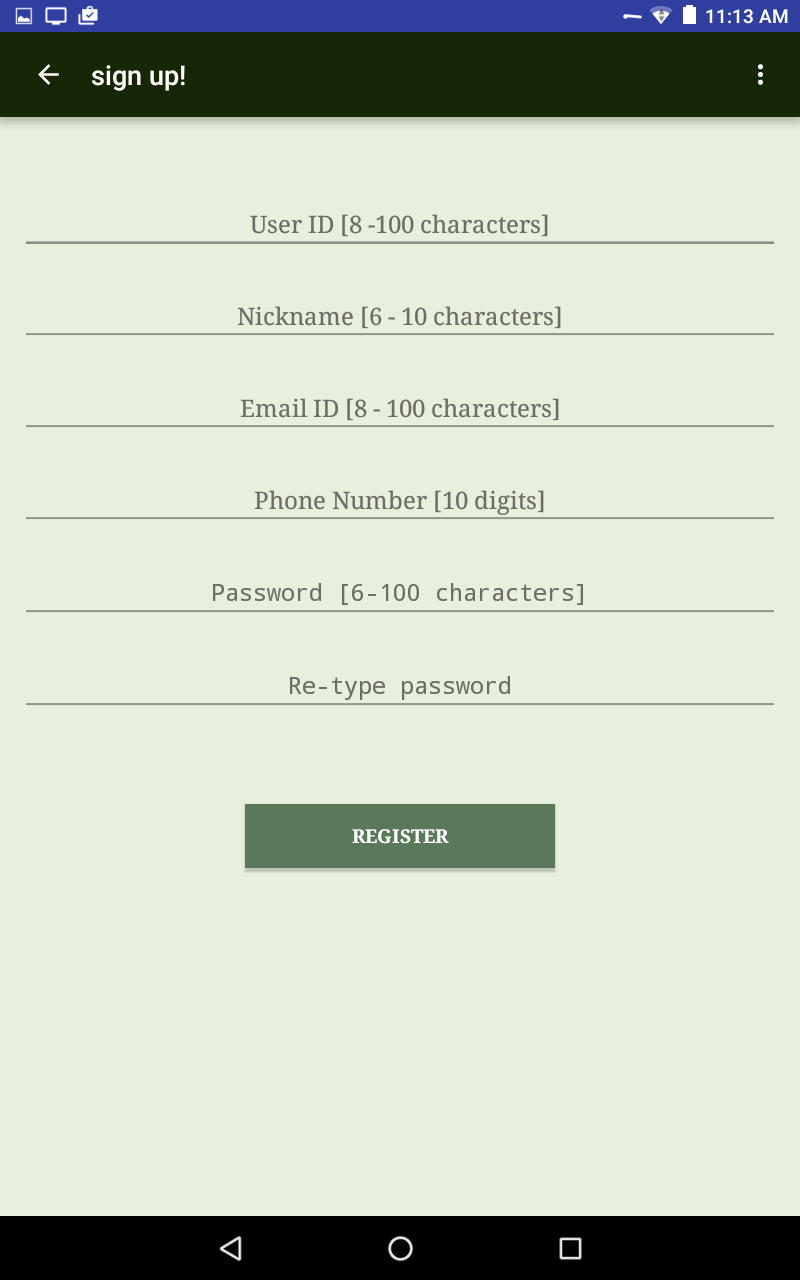 11:13 AM
sign up!
User ID [8 -100 characters]
Nickname [6 - 10 characters]
Email ID [8 - 100 characters]
Phone Number [10 digits]
Password [6-100 characters]
Re-type password
REGISTER